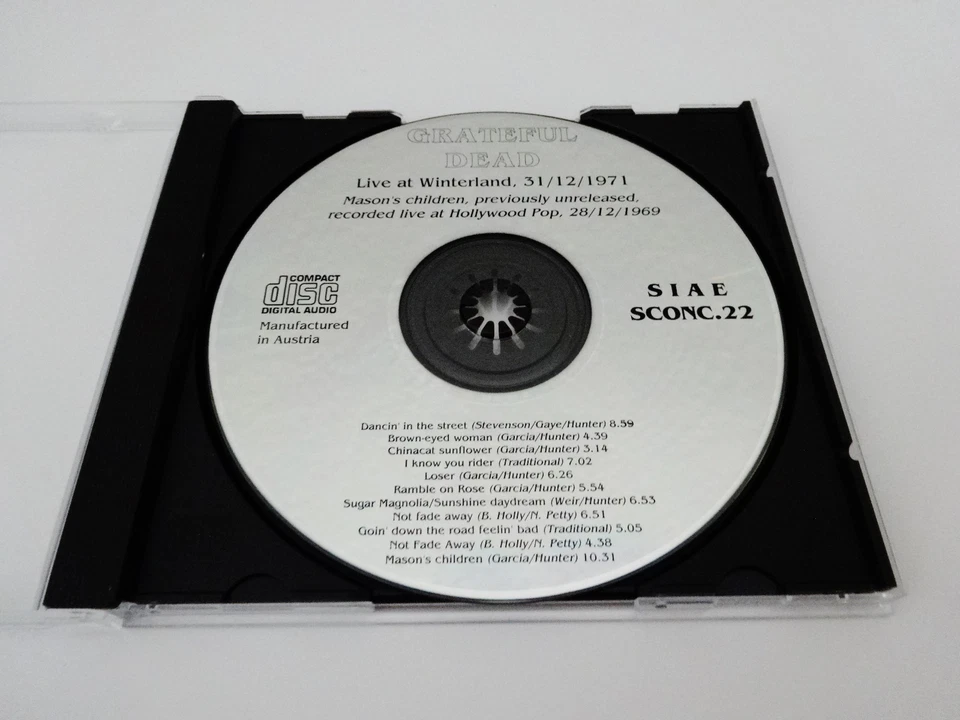 GRATEFUL
DEAD
Live at Winterland, 31/12/1971
Mason's children, previously unreleased,
recorded live at Hollywood Pop, 28/12/1969
COMPACT
disc
DIGITAL AUDIO
Manufactured
in Austria
S I A E
SCONC.22
Dancin' in the street (Stevenson/Gaye/Hunter) 8.59
Brown-eyed woman (Garcia/Hunter) 4.39
Chinacat sunflower (Garcia/Hunter) 3.14
I know you rider (Traditional) 7.02
Loser (Garcia/Hunter) 6.26
Ramble on Rose (Garcia/Hunter) 5.54
Sugar Magnolia/Sunshine daydream (Weir/Hunter) 6.53
Not fade away (B. Holly/N. Petty) 6.51
Goin' down the road feelin' bad (Traditional) 5.05
Not Fade Away (B. Holly/N. Petty) 4.38
Mason's children (Garcia/Hunter) 10.31